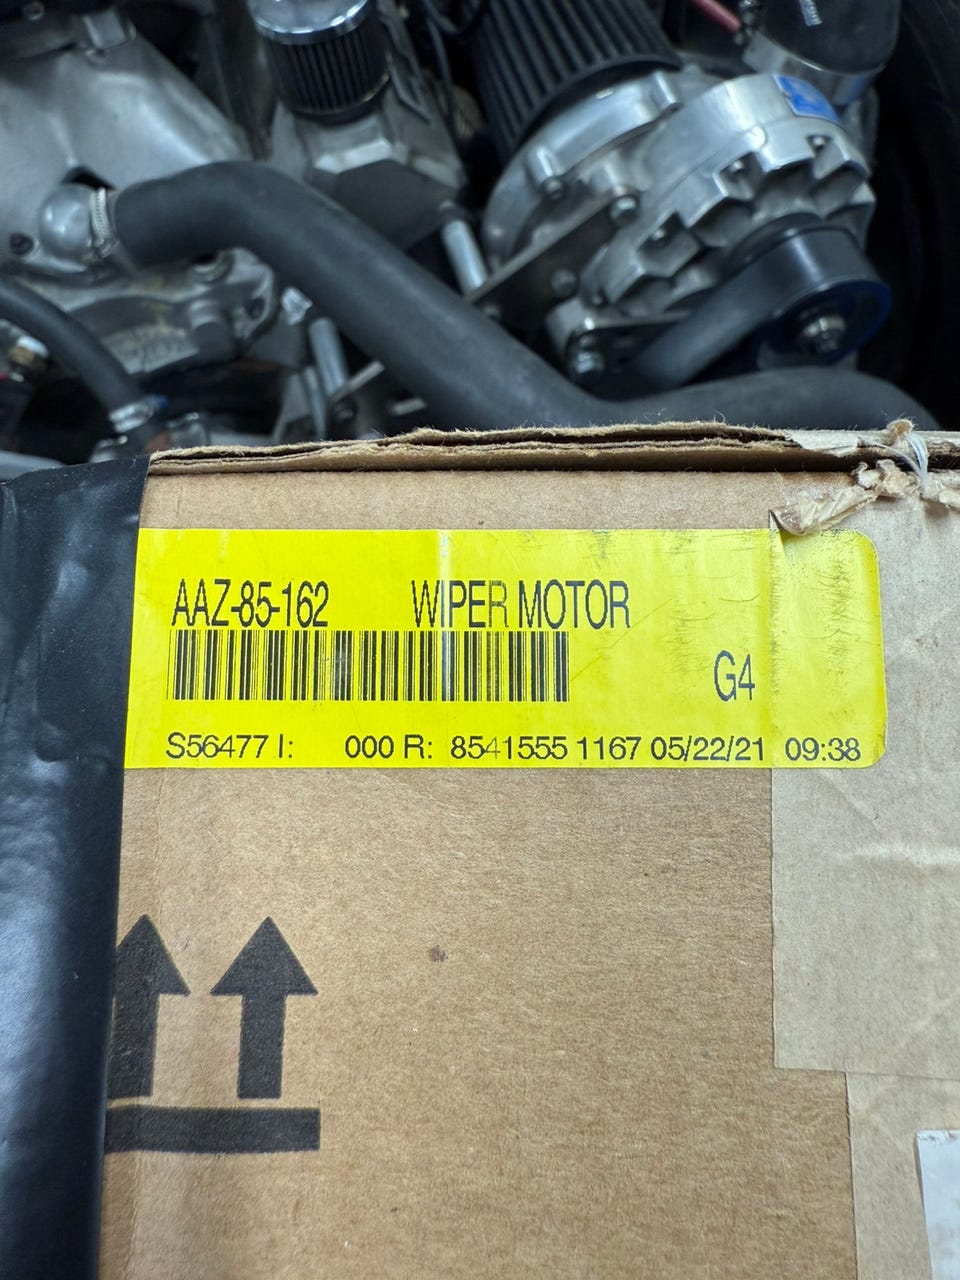 AAZ-85-162 WIPER MOTOR
G4
S56477 I: 000 R: 8541555 1167 05/22/21 09:38